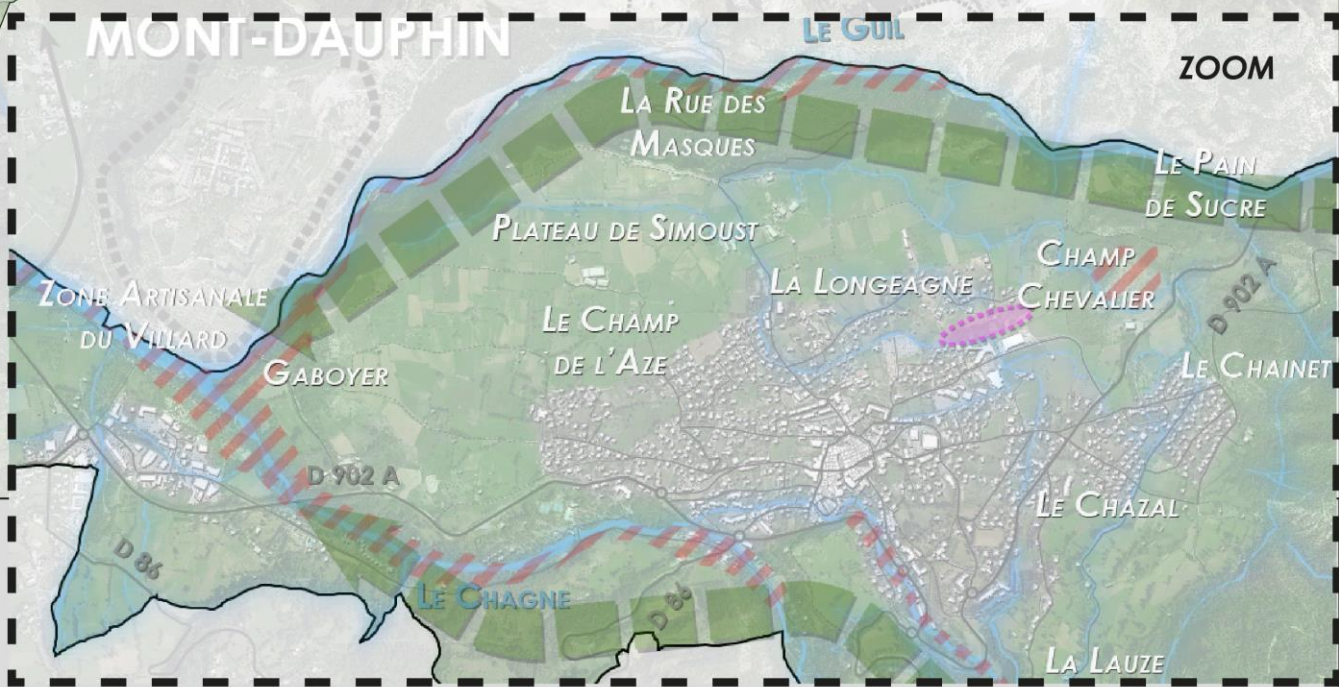 MONT-DAUPHIN
LE GUIL
ZOOM
LA RUE DES
MASQUES
LE PAIN
DE SUCRE
PLATEAU DE SIMOUST
CHAMP
CHEVALIER
LA LONGEAGNE
D 902 A
ZONE ARTISANALE
DU VILLARD
LE CHAMP
DE L'AZE
GABOYER
LE CHAINET
D 902 A
LE CHAZAL
D 86
LE CHAGNE
D 86
LA LAUZE